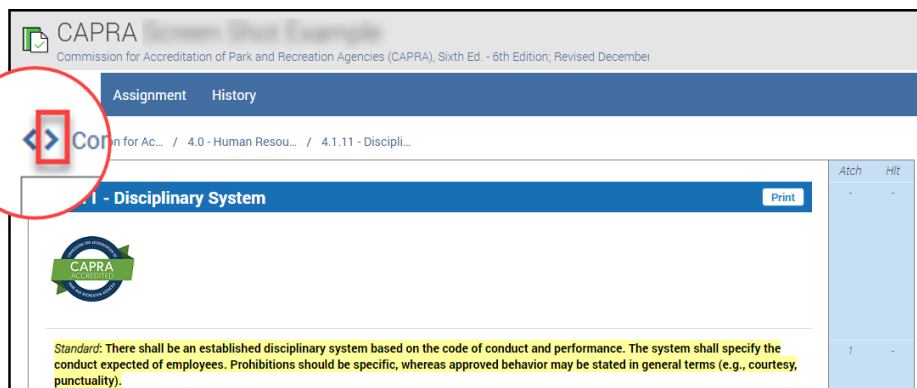 CAPRA
Commission for Accreditation of Park and Recreation Agencies (CAPRA), Sixth Ed. - 6th Edition; Revised December
Assignment History
< > Con
on for Ac... / 4.0 - Human Resou... / 4.1.11 - Discipli...
Atch Hlt
1 - Disciplinary System Print
- -
CAPRA
ACCREDITED
Standard: There shall be an established disciplinary system based on the code of conduct and performance. The system shall specify the
conduct expected of employees. Prohibitions should be specific, whereas approved behavior may be stated in general terms (e.g., courtesy,
punctuality).
1 -